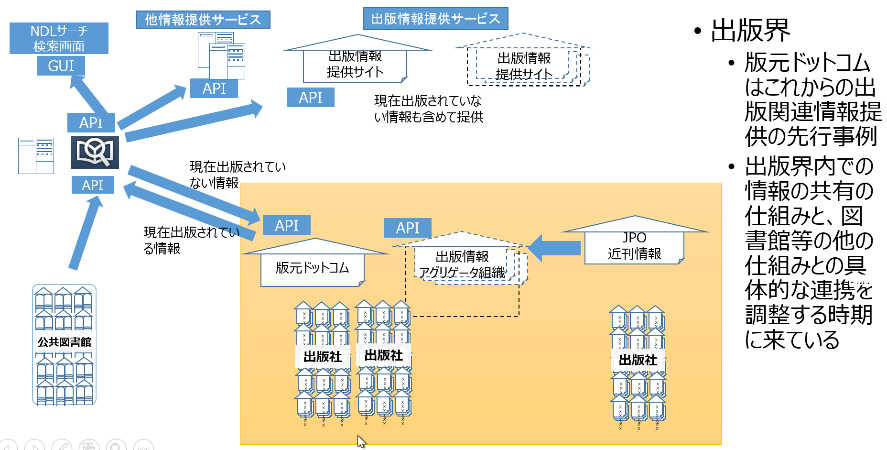 NDLサーチ
検索画面
GUI
他情報提供サービス
出版情報提供サービス
API
出版情報
提供サイト
出版情報
提供サイト
API
現在出版されていな
い情報も含めて提供
API
API
現在出版されてい
ない情報
現在出版されてい
る情報
API
API
版元ドットコム
出版情報
アグリゲータ組織
JPO
近刊情報
公共図書館
出版社
出版社
出版社
• 出版界
• 版元ドットコム
はこれからの出
版関連情報提
供の先行事例
• 出版界内での
情報の共有の
仕組みと、図
書館等の他の
仕組みとの具
体的な連携を
調整する時期
に来ている